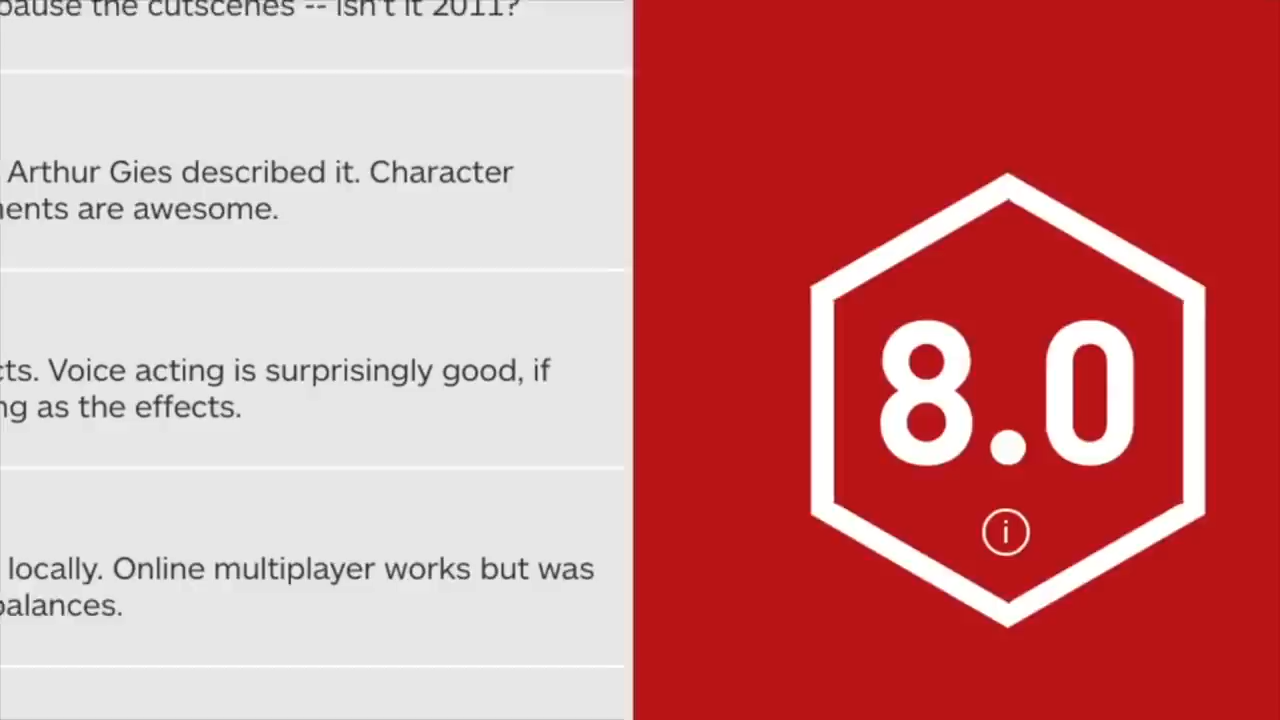 pause the cutscenes -- isn't it 2011?
Arthur Gies described it. Character
ents are awesome.
cts. Voice acting is surprisingly good, if
ng as the effects.
locally. Online multiplayer works but was
balances.
8.0
i